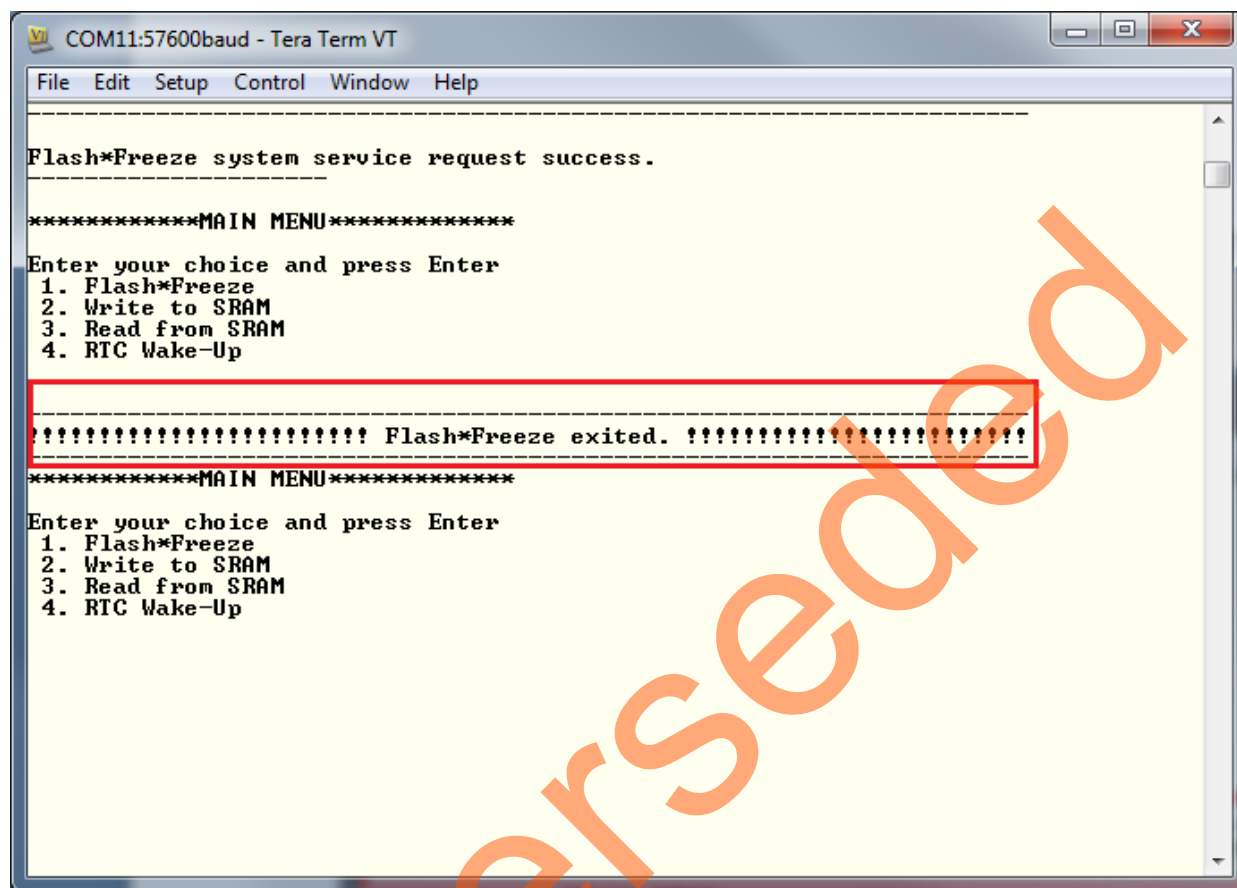 COM11:57600baud - Tera Term VT
File Edit Setup Control Window Help
----------------------------------------------------------------------
Flash*Freeze system service request success.
---------------------
************MAIN MENU*************
Enter your choice and press Enter
1. Flash*Freeze
2. Write to SRAM
3. Read from SRAM
4. RTC Wake-Up
----------------------------------------------------------------------
!!!!!!!!!!!!!!!!!!!!!!!! Flash*Freeze exited. !!!!!!!!!!!!!!!!!!!!!!!!
----------------------------------------------------------------------
************MAIN MENU*************
Enter your choice and press Enter
1. Flash*Freeze
2. Write to SRAM
3. Read from SRAM
4. RTC Wake-Up
erseded